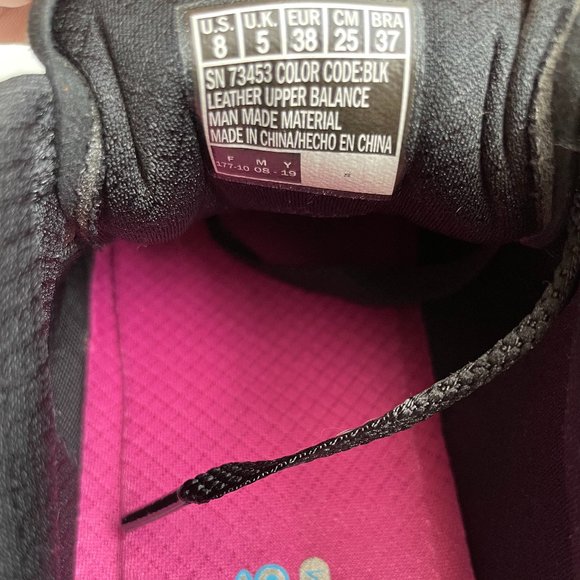 U.S. U.K. EUR CM BRA
8 5 38 25 37
SN 73453 COLOR CODE:BLK
LEATHER UPPER BALANCE
MAN MADE MATERIAL
MADE IN CHINA/HECHO EN CHINA
F M Y
177-10 08 - 19